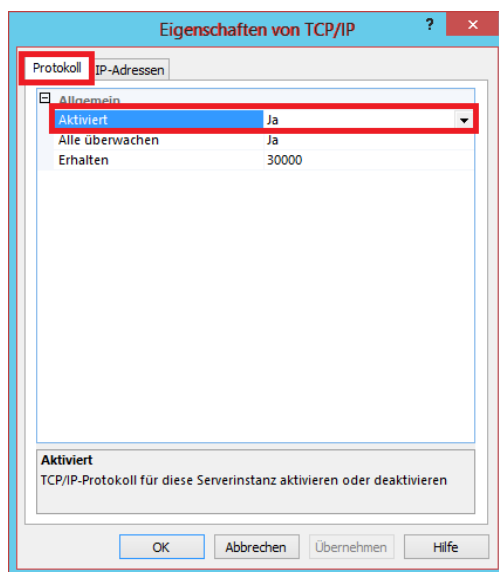 Eigenschaften von TCP/IP
?
×
Protokoll IP-Adressen
Allgemein
Aktiviert Ja
Alle überwachen Ja
Erhalten 30000
Aktiviert
TCP/IP-Protokoll für diese Serverinstanz aktivieren oder deaktivieren
OK Abbrechen Übernehmen Hilfe